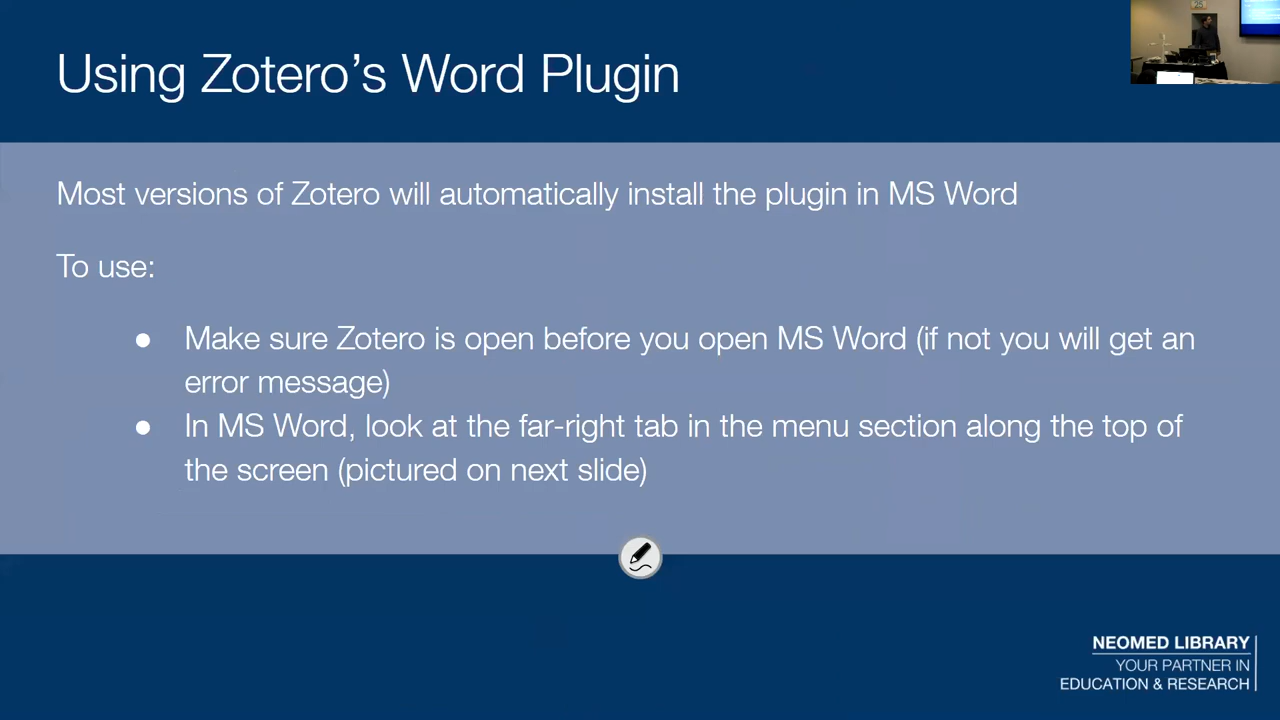 Using Zotero’s Word Plugin
Most versions of Zotero will automatically install the plugin in MS Word
To use:
● Make sure Zotero is open before you open MS Word (if not you will get an
error message)
● In MS Word, look at the far-right tab in the menu section along the top of
the screen (pictured on next slide)
NEOMED LIBRARY
YOUR PARTNER IN
EDUCATION & RESEARCH